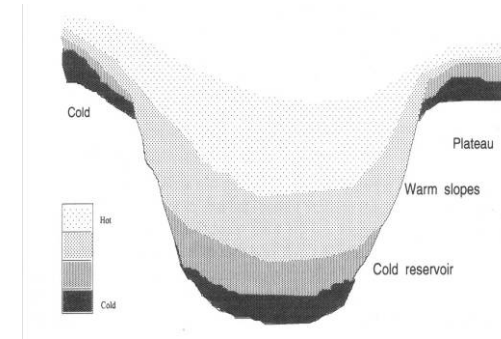 Cold
Plateau
Warm slopes
Hot
Cold reservoir
Cold